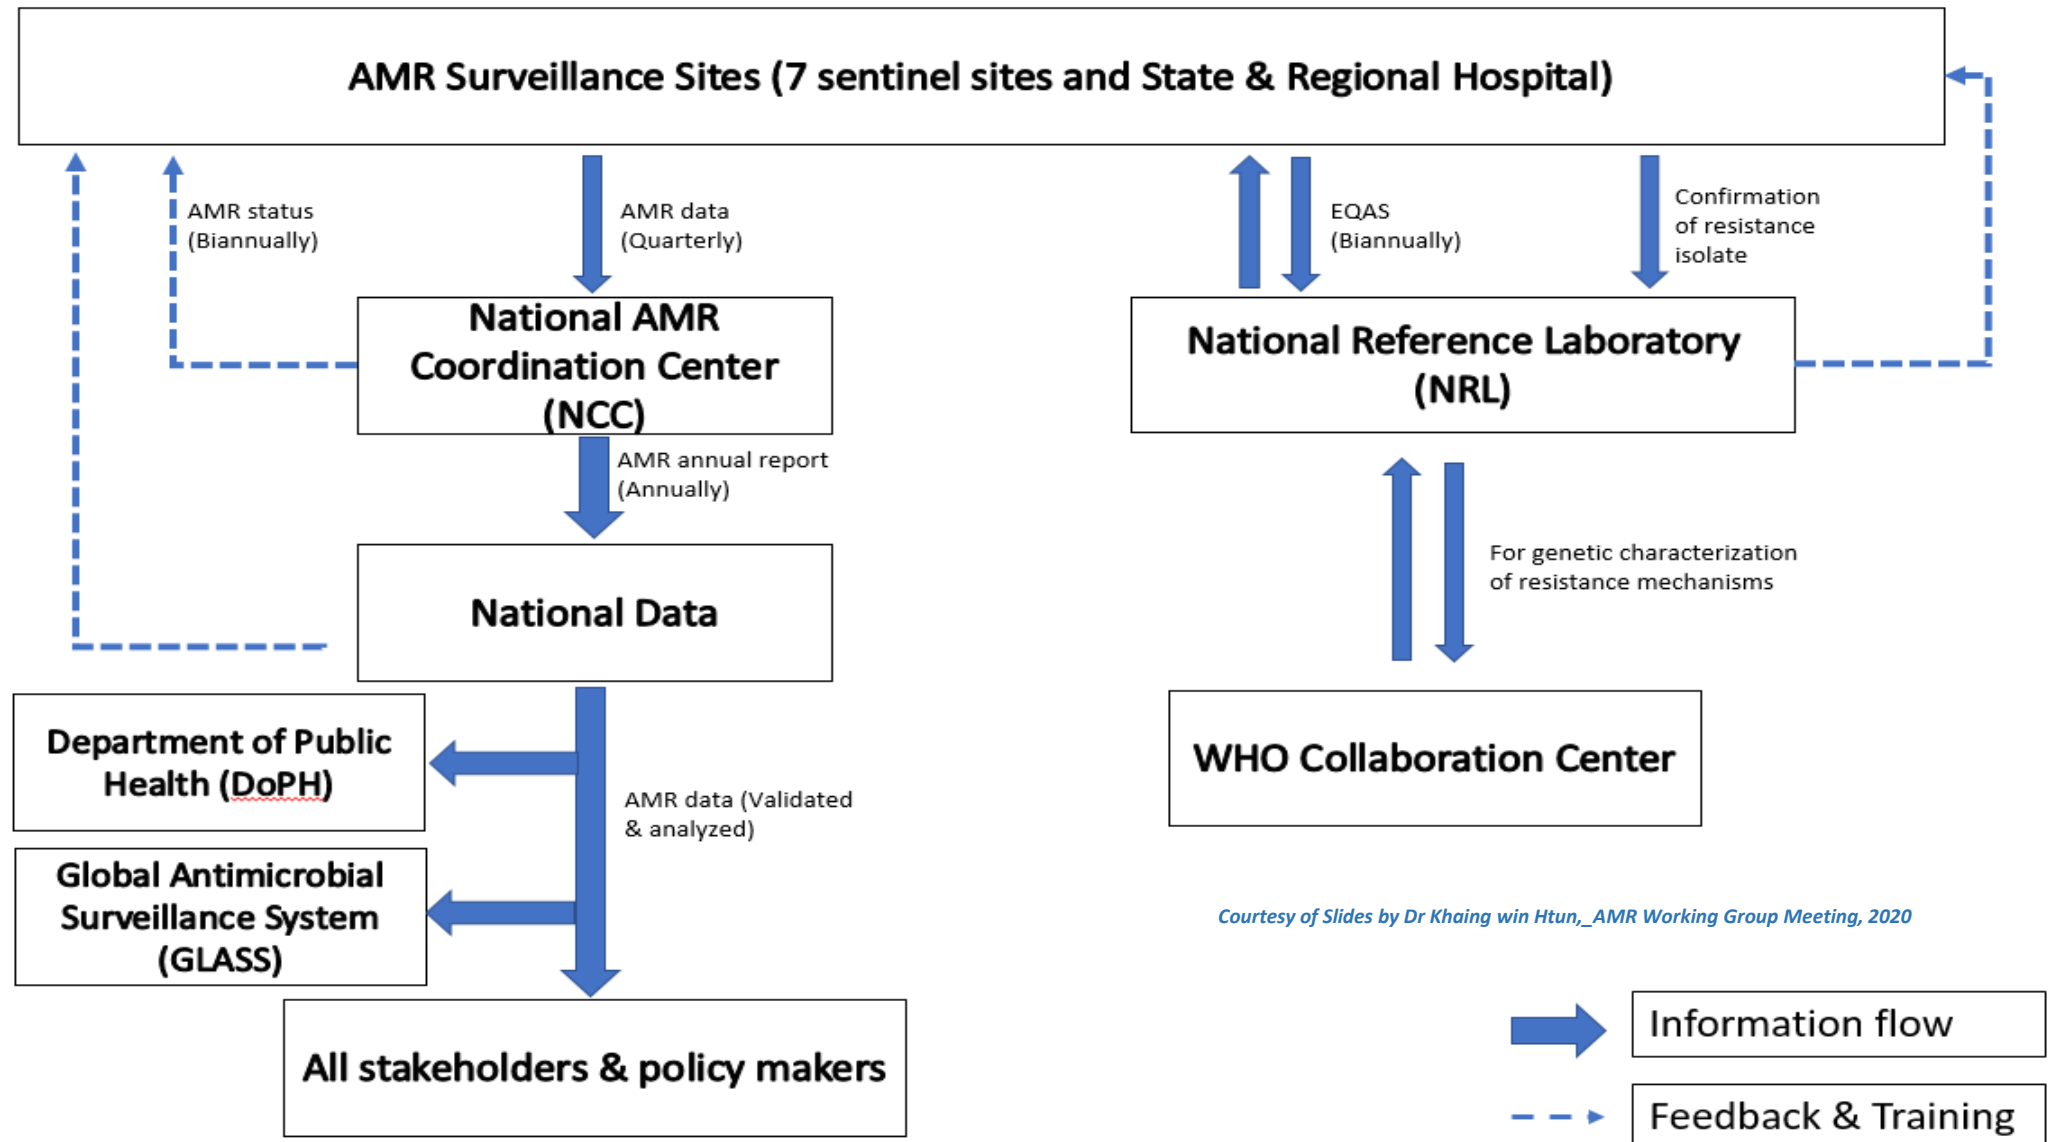 AMR Surveillance Sites (7 sentinel sites and State & Regional Hospital)
AMR status
(Biannually)
AMR data
(Quarterly)
EQAS
(Biannually)
Confirmation
of resistance
isolate
National AMR
Coordination Center
(NCC)
National Reference Laboratory
(NRL)
AMR annual report
(Annually)
National Data
For genetic characterization
of resistance mechanisms
Department of Public
Health (DoPH)
WHO Collaboration Center
AMR data (Validated
& analyzed)
Global Antimicrobial
Surveillance System
(GLASS)
Courtesy of Slides by Dr Khaing win Htun,_AMR Working Group Meeting, 2020
All stakeholders & policy makers
Information flow
Feedback & Training